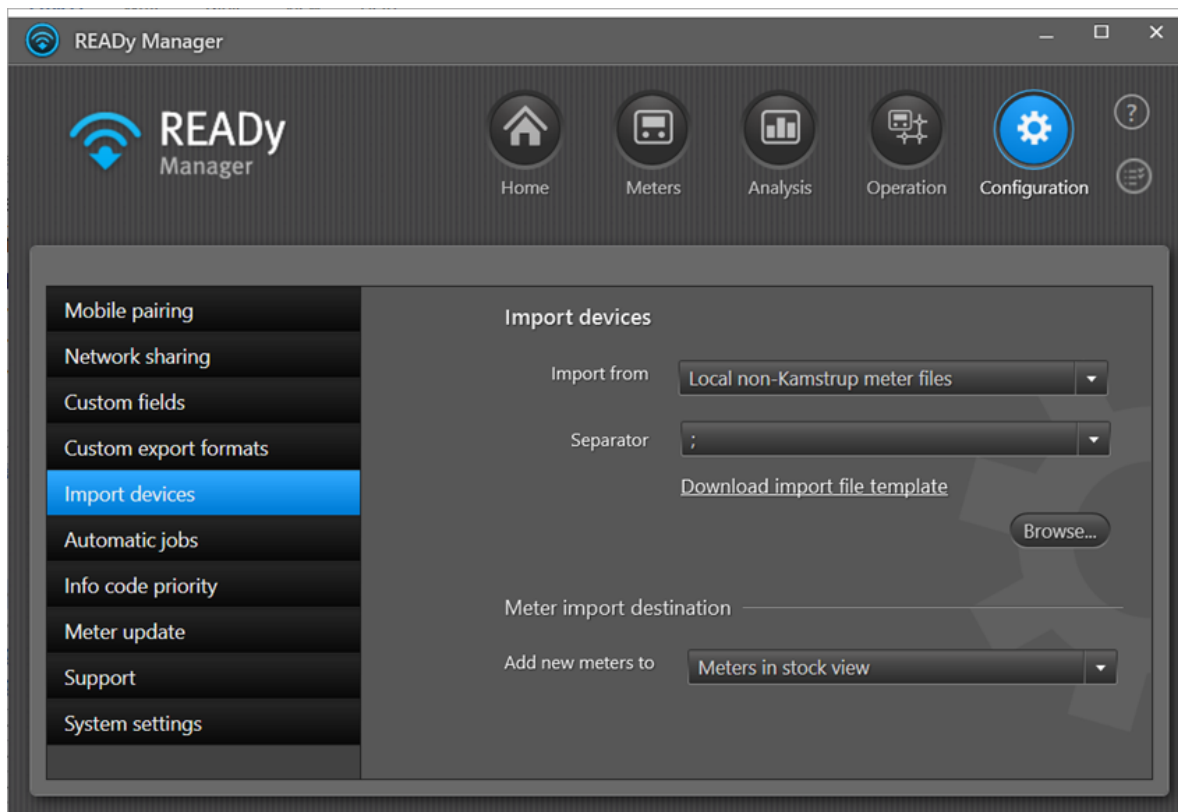 READy Manager
READy
Manager
?
Home
Meters
Analysis
Operation
Configuration
Mobile pairing
Network sharing
Custom fields
Custom export formats
Import devices
Automatic jobs
Info code priority
Meter update
Support
System settings
Import devices
Import from
Local non-Kamstrup meter files
Separator
;
Download import file template
Browse...
Meter import destination
Add new meters to
Meters in stock view